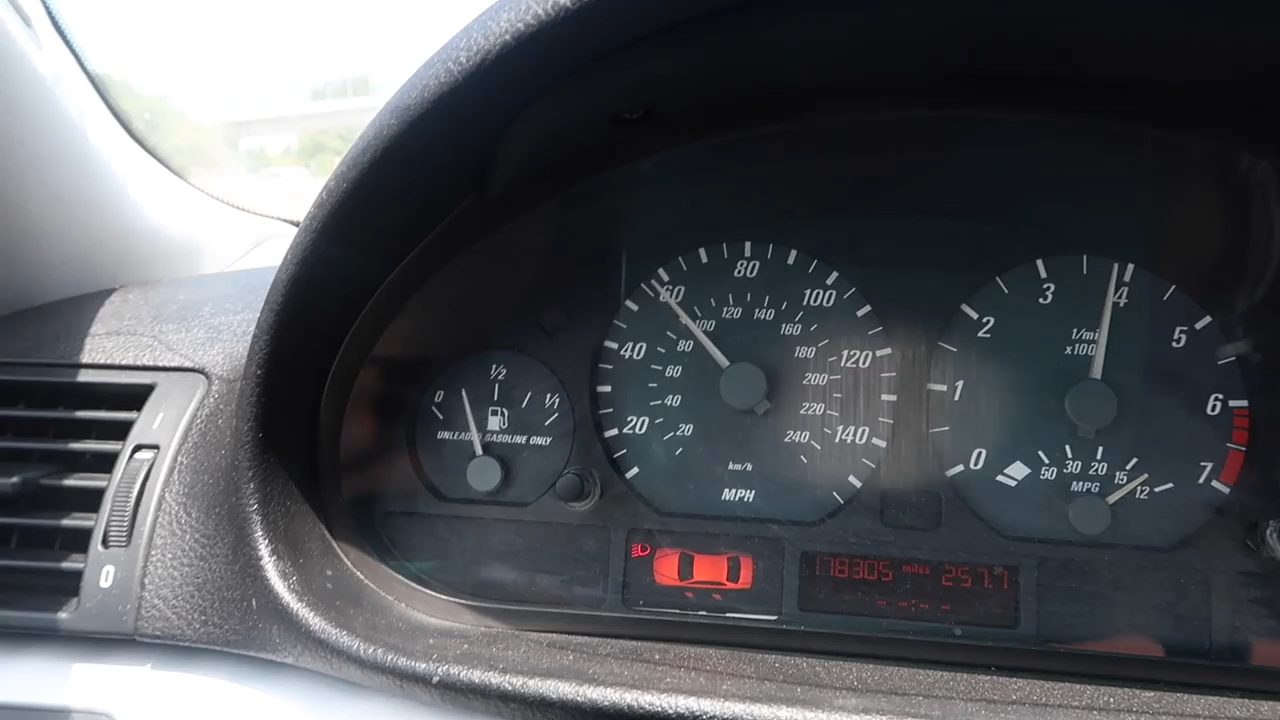 0 1/2 1/1
UNLEADED GASOLINE ONLY
20 40 60 80 100 120 140
20 40 60 80 100 120 140 160 180 200 220 240
km/h
MPH
0 1 2 3 4 5 6 7
1/min
x100
50 30 20 15 12
MPG
178305 miles 257.7
0